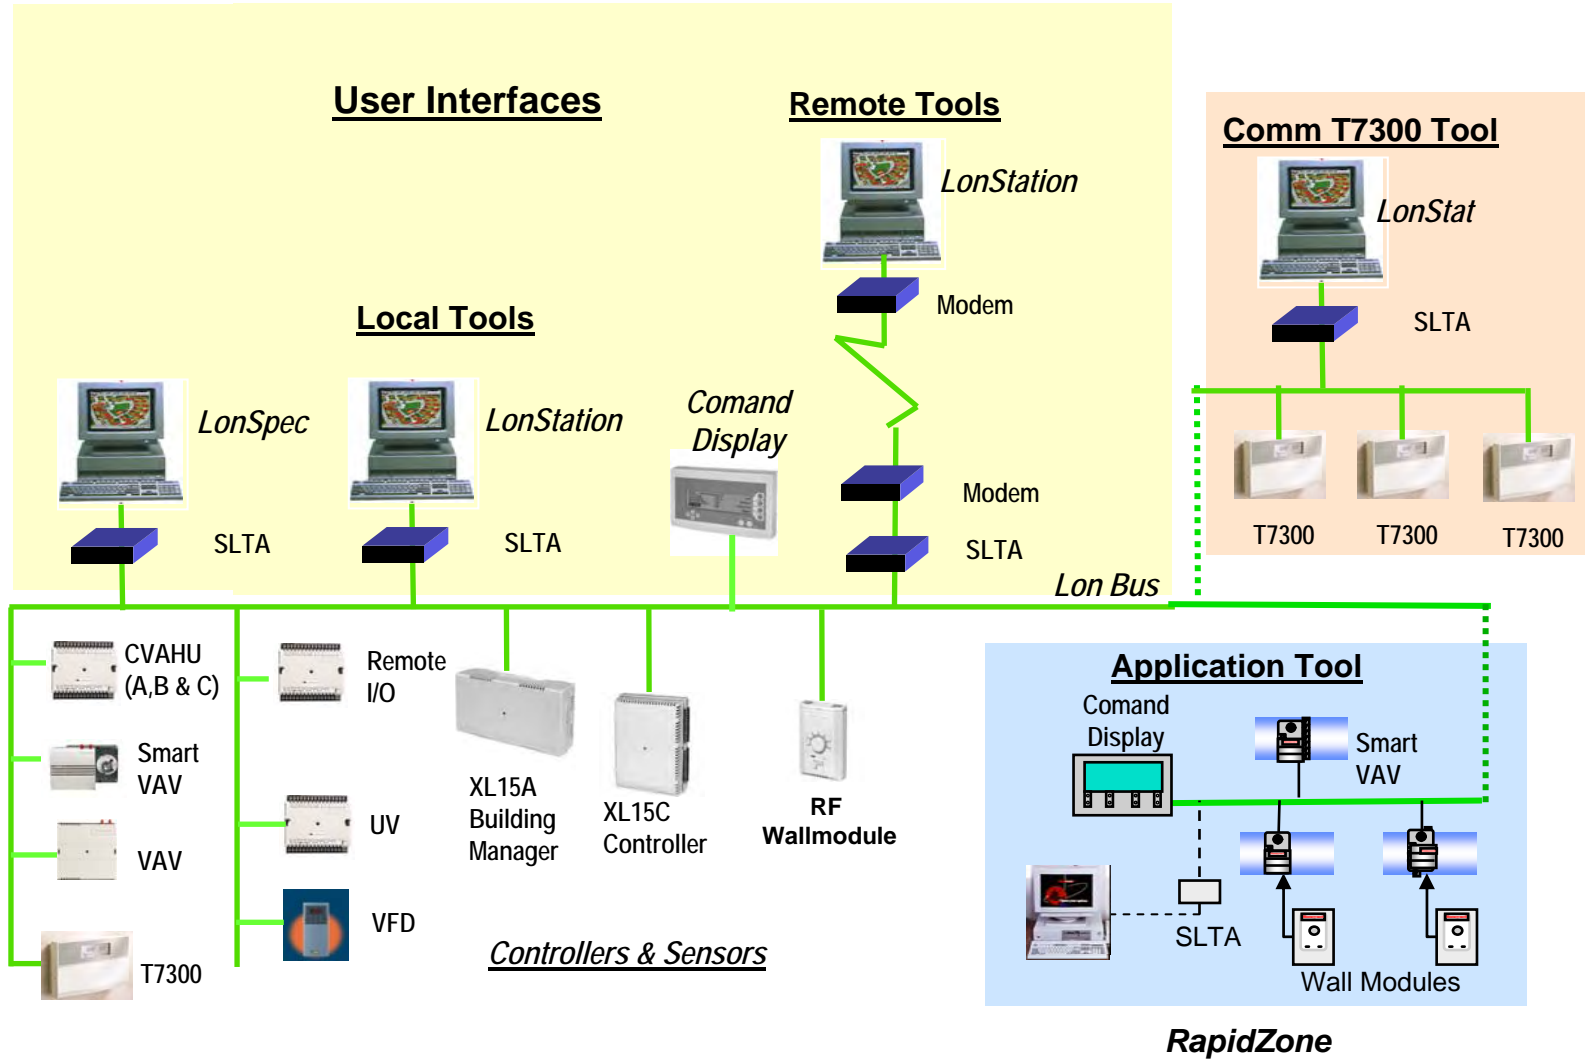 User Interfaces
Remote Tools
LonStation
Modem
Comm T7300 Tool
LonStat
SLTA
Local Tools
LonSpec
LonStation
Comand
Display
Modem
SLTA
SLTA
SLTA
T7300
T7300
T7300
Lon Bus
CVAHU
(A,B & C)
Remote
I/O
Smart
VAV
VAV
UV
VFD
T7300
XL15A
Building
Manager
XL15C
Controller
RF
Wallmodule
Controllers & Sensors
Application Tool
Comand
Display
Smart
VAV
SLTA
Wall Modules
RapidZone